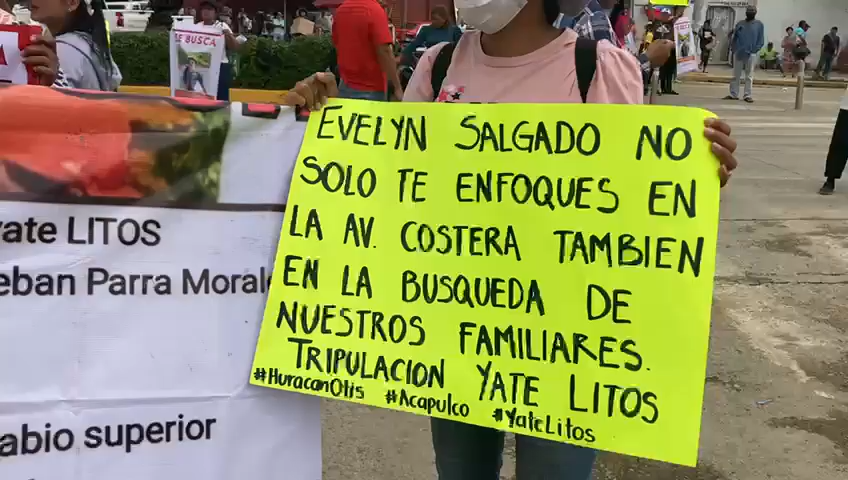 SE BUSCA
EVELYN SALGADO NO
SOLO TE ENFOQUES EN
LA AV. COSTERA TAMBIEN
EN LA BUSQUEDA DE
NUESTROS FAMILIARES.
TRIPULACION YATE LITOS
#HuracanOtis #Acapulco #YateLitos
yate LITOS
eban Parra Moral
abio superior